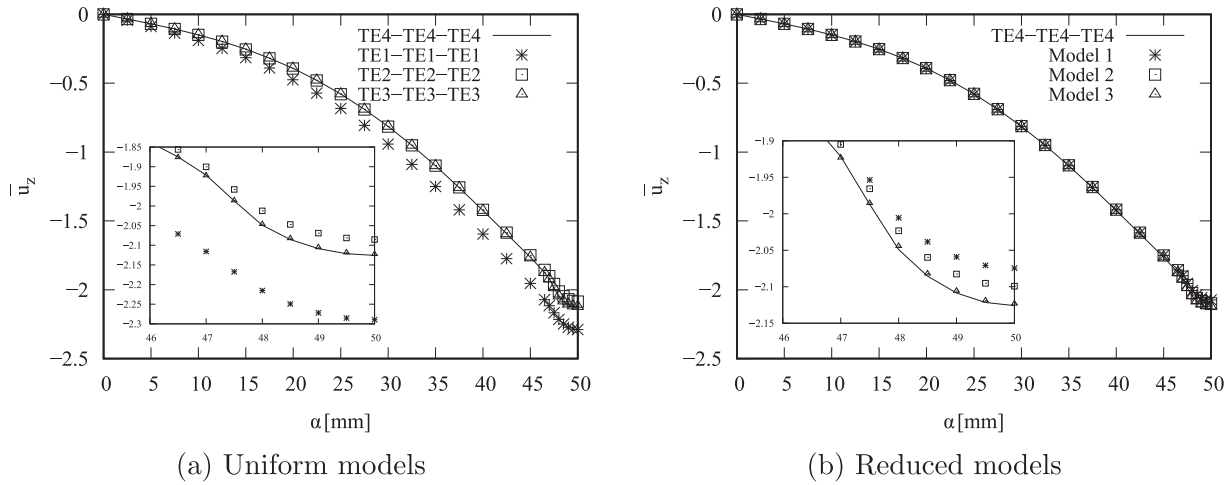 TE4−TE4−TE4
TE1−TE1−TE1
TE2−TE2−TE2
TE3−TE3−TE3
0
−0.5
−1
−1.5
−2
−2.5
u̅z
−1.85
−1.9
−1.95
−2
−2.05
−2.1
−2.15
−2.2
−2.25
−2.3
46 47 48 49 50
0 5 10 15 20 25 30 35 40 45 50
α[mm]
(a) Uniform models
TE4−TE4−TE4
Model 1
Model 2
Model 3
0
−0.5
−1
−1.5
−2
−2.5
u̅z
−1.9
−1.95
−2
−2.05
−2.1
−2.15
46 47 48 49 50
0 5 10 15 20 25 30 35 40 45 50
α[mm]
(b) Reduced models